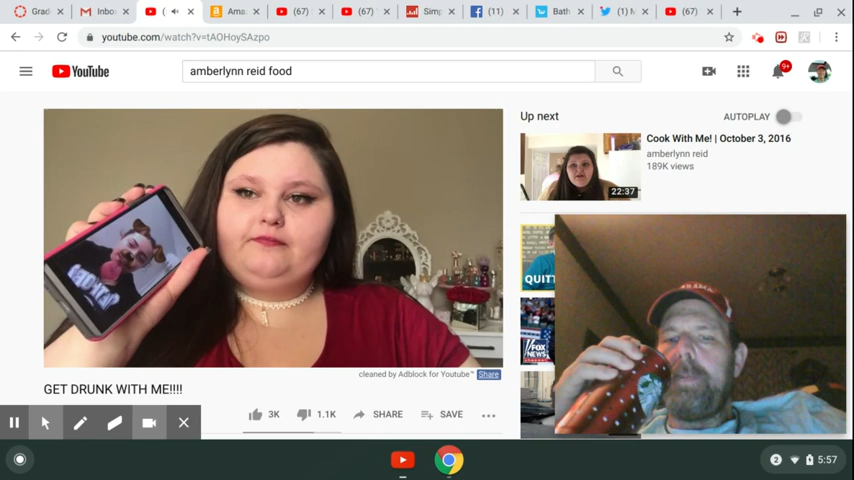 Grad
Inbo
(
Ama
(67)
(67)
Simp
(11)
Bath
(1) M
(67)
youtube.com/watch?v=tAOHoySAzpo
YouTube
amberlynn reid food
9+
Up next
AUTOPLAY
Cook With Me! | October 3, 2016
amberlynn reid
189K views
22:37
QUIT
FOX
NEWS
channel
cleaned by Adblock for Youtube™ Share
GET DRUNK WITH ME!!!!
3K
1.1K
SHARE
SAVE
2
5:57